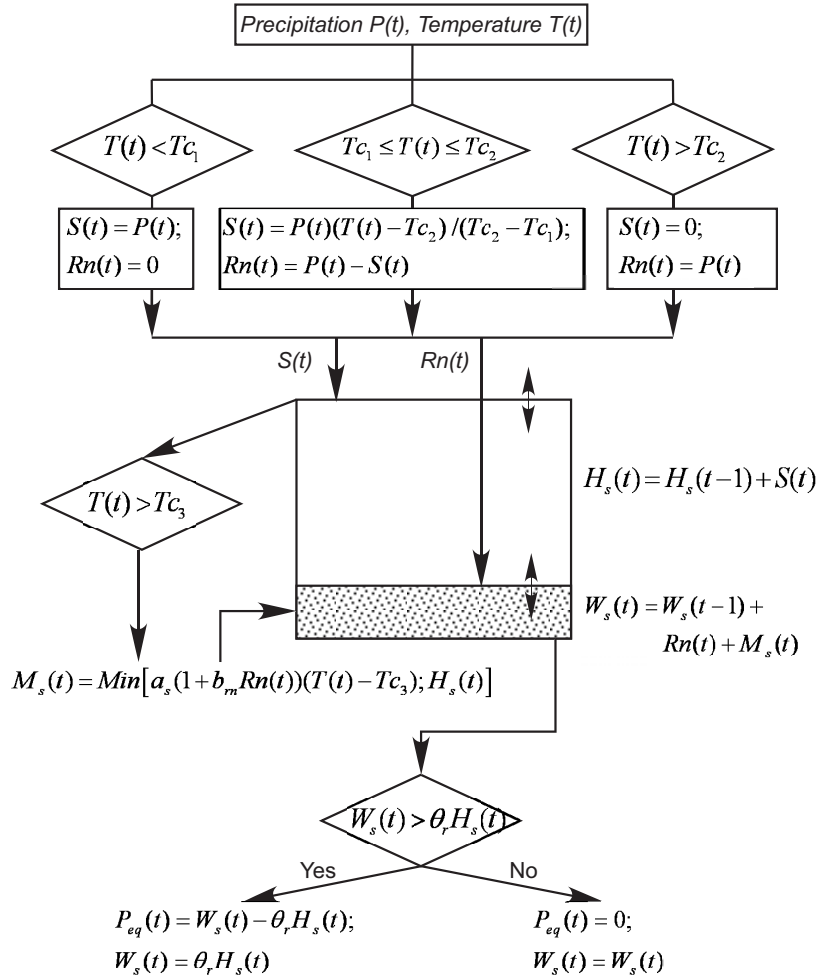 Precipitation P(t), Temperature T(t)
T(t) < Tc₁
Tc₁ ≤ T(t) ≤ Tc₂
T(t) > Tc₂
S(t) = P(t);
Rn(t) = 0
S(t) = P(t)(T(t) − Tc₂) /(Tc₂ − Tc₁);
Rn(t) = P(t) − S(t)
S(t) = 0;
Rn(t) = P(t)
S(t)
Rn(t)
T(t) > Tc₃
Hₛ(t) = Hₛ(t−1) + S(t)
Wₛ(t) = Wₛ(t−1) +
Rn(t) + Mₛ(t)
Mₛ(t) = Min[aₛ(1 + bᵣₙRn(t))(T(t) − Tc₃); Hₛ(t)]
Wₛ(t) > θᵣHₛ(t)
Yes
No
P_eq(t) = Wₛ(t) − θᵣHₛ(t);
Wₛ(t) = θᵣHₛ(t)
P_eq(t) = 0;
Wₛ(t) = Wₛ(t)